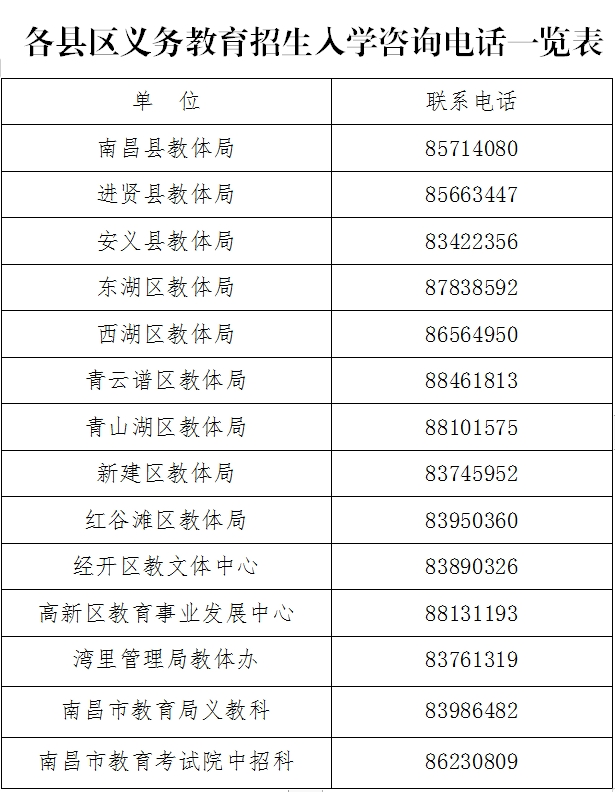 各县区义务教育招生入学咨询电话一览表
单 位 联系电话
南昌县教体局 85714080
进贤县教体局 85663447
安义县教体局 83422356
东湖区教体局 87838592
西湖区教体局 86564950
青云谱区教体局 88461813
青山湖区教体局 88101575
新建区教体局 83745952
红谷滩区教体局 83950360
经开区教文体中心 83890326
高新区教育事业发展中心 88131193
湾里管理局教体办 83761319
南昌市教育局义教科 83986482
南昌市教育考试院中招科 86230809